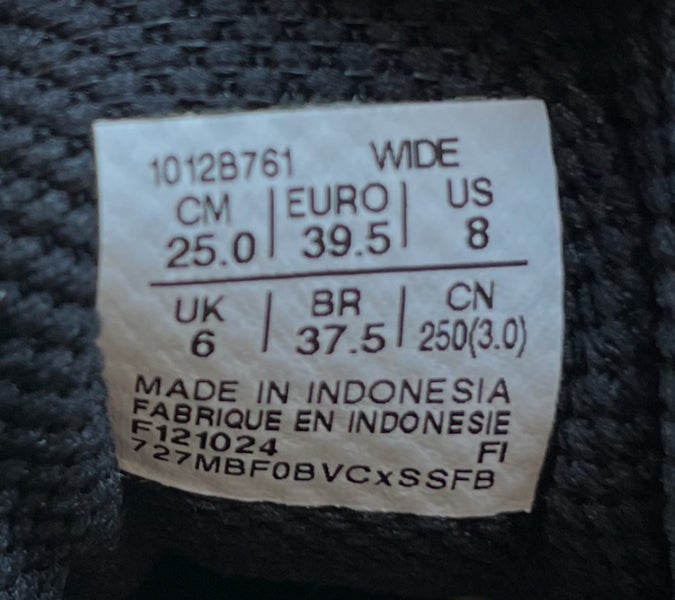 1012B761 WIDE
CM | EURO | US
25.0 | 39.5 | 8
UK | BR | CN
6 | 37.5 | 250(3.0)
MADE IN INDONESIA
FABRIQUE EN INDONESIE
F121024 FI
727MBF0BVCxSSFB